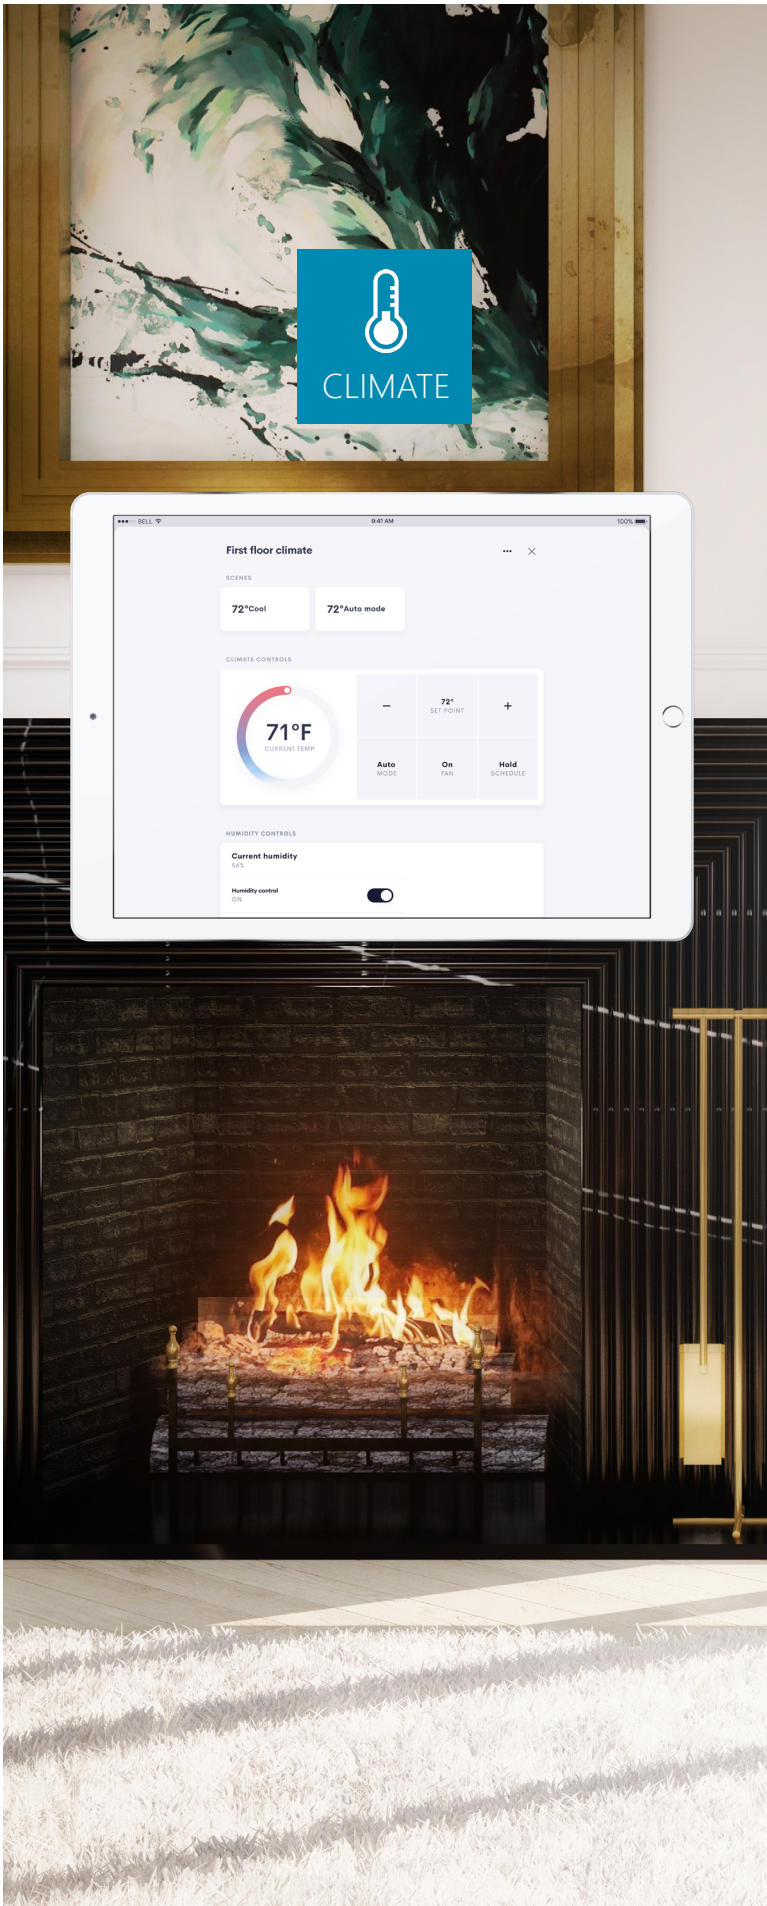 CLIMATE
BELL 9:41 AM 100%
First floor climate
SCENES
72°Cool 72°Auto mode
CLIMATE CONTROLS
71°F
CURRENT TEMP.
− 72° +
SET POINT
Auto On Hold
MODE FAN SCHEDULE
HUMIDITY CONTROLS
Current humidity
56%
Humidity control
ON